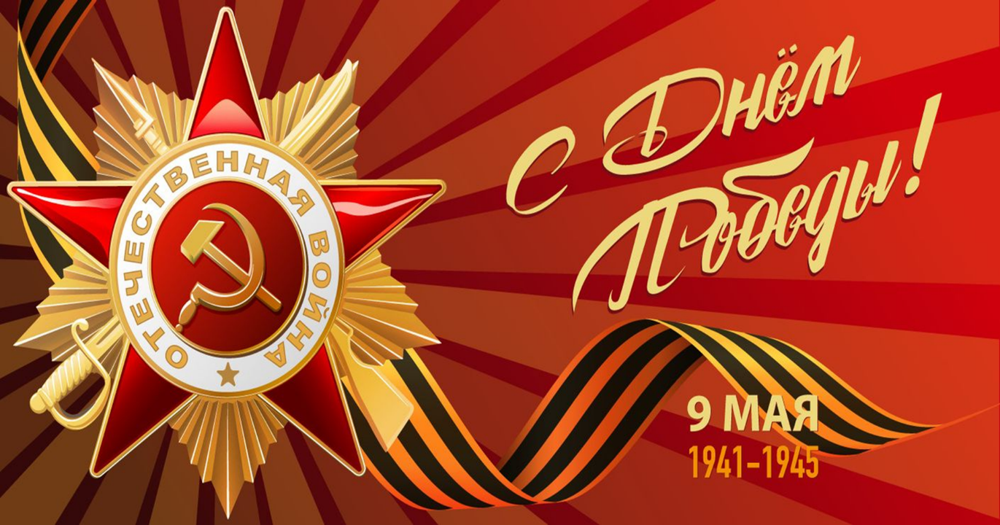 ОТЕЧЕСТВЕННАЯ ВОЙНА
С Днём
Победы!
9 МАЯ
1941-1945